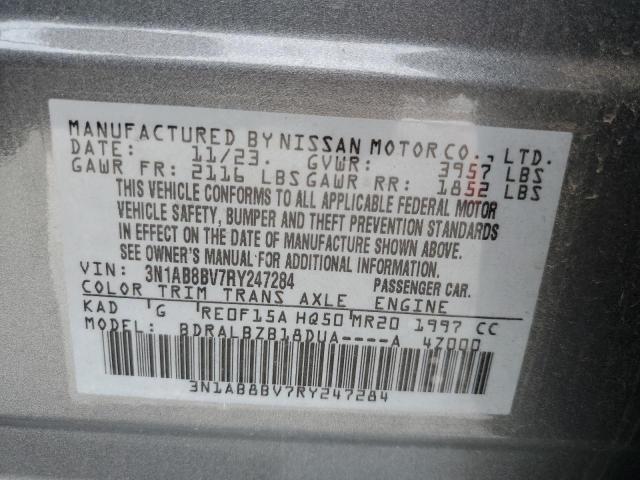 MANUFACTURED BY NISSAN MOTOR CO., LTD.
DATE: 11/23. GVWR: 3957 LBS
GAWR FR: 2116 LBS GAWR RR: 1852 LBS
THIS VEHICLE CONFORMS TO ALL APPLICABLE FEDERAL MOTOR
VEHICLE SAFETY, BUMPER AND THEFT PREVENTION STANDARDS
IN EFFECT ON THE DATE OF MANUFACTURE SHOWN ABOVE.
SEE OWNER'S MANUAL FOR ADDITIONAL INFORMATION.
VIN: 3N1AB8BV7RY247284 PASSENGER CAR.
COLOR TRIM TRANS AXLE ENGINE
KAD G RE0F15A HQ50 MR20 1997 CC
MODEL: BDRALBZB18DUA----A 4Z000
3N1AB8BV7RY247284